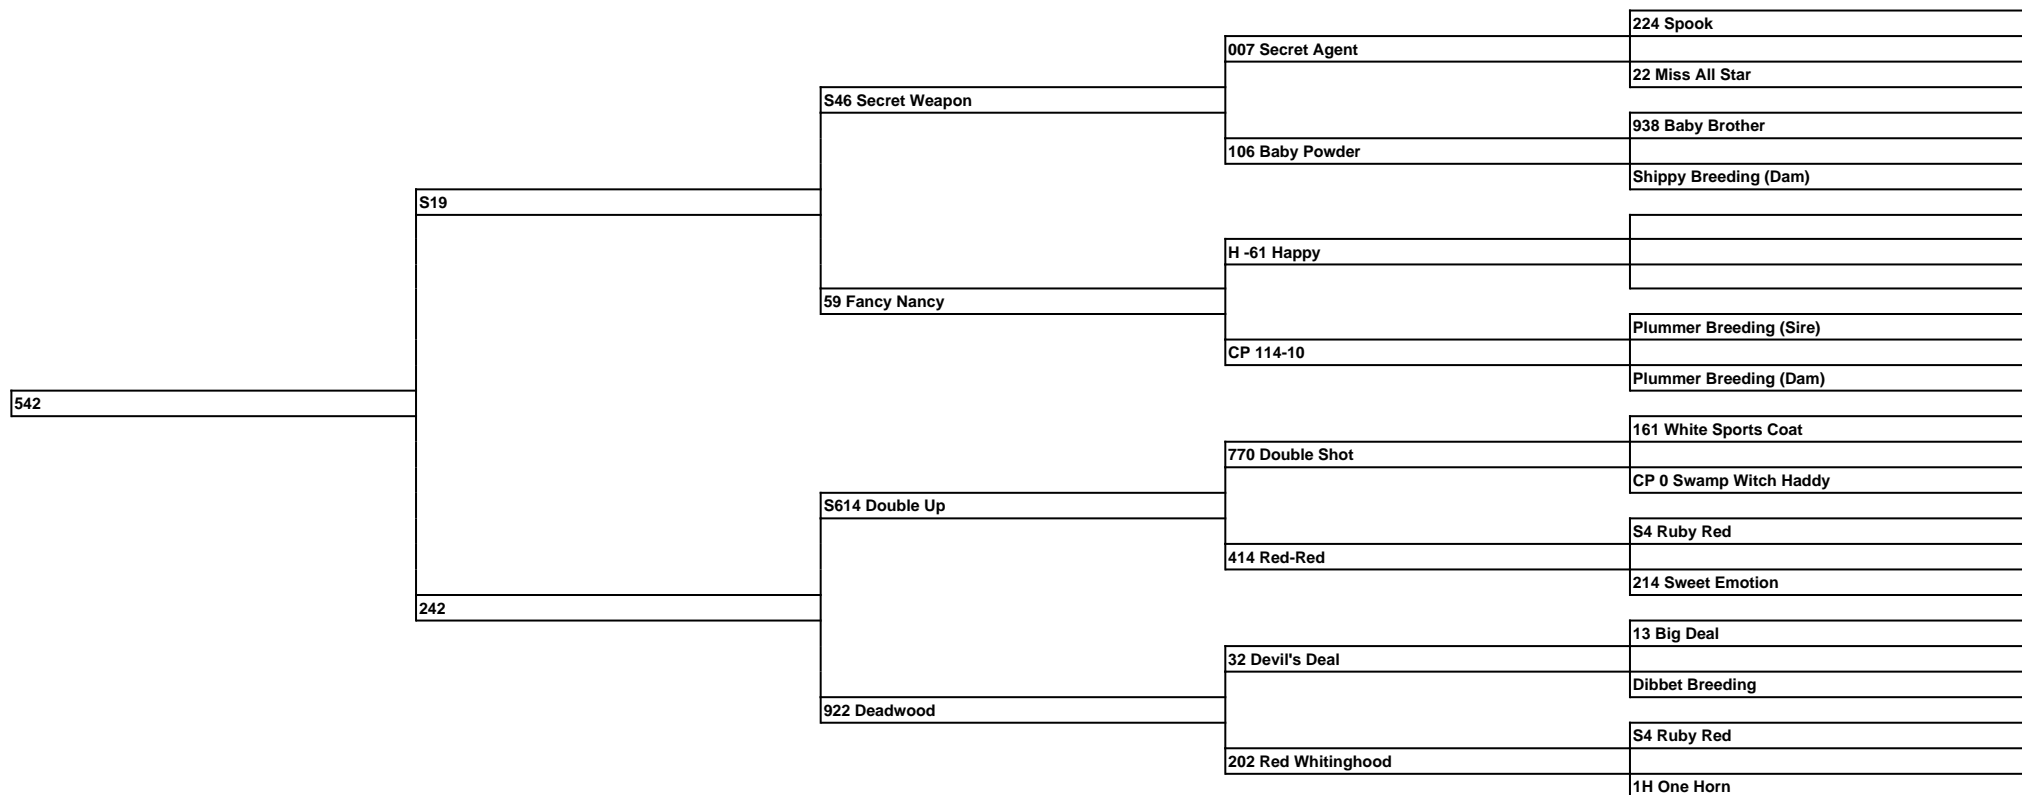 224 Spook
007 Secret Agent
22 Miss All Star
S46 Secret Weapon
938 Baby Brother
106 Baby Powder
Shippy Breeding (Dam)
S19
H -61 Happy
59 Fancy Nancy
Plummer Breeding (Sire)
CP 114-10
Plummer Breeding (Dam)
542
161 White Sports Coat
770 Double Shot
CP 0 Swamp Witch Haddy
S614 Double Up
S4 Ruby Red
414 Red-Red
214 Sweet Emotion
242
13 Big Deal
32 Devil's Deal
Dibbet Breeding
922 Deadwood
S4 Ruby Red
202 Red Whitinghood
1H One Horn